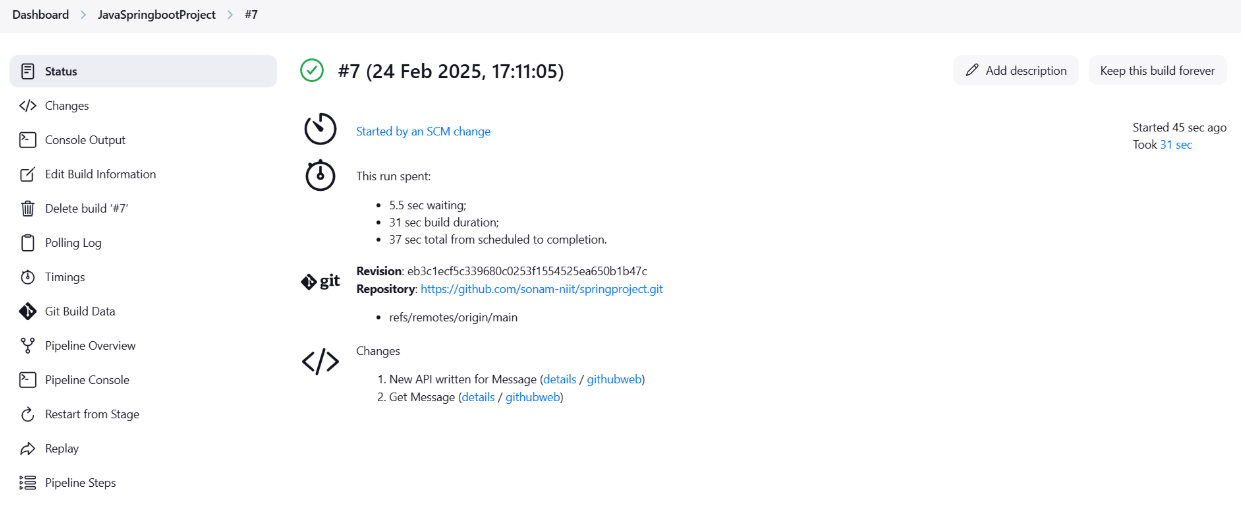 Dashboard > JavaSpringbootProject > #7
Status
Changes
Console Output
Edit Build Information
Delete build ‘#7’
Polling Log
Timings
Git Build Data
Pipeline Overview
Pipeline Console
Restart from Stage
Replay
Pipeline Steps
#7 (24 Feb 2025, 17:11:05)
Add description
Keep this build forever
Started by an SCM change
Started 45 sec ago
Took 31 sec
This run spent:
• 5.5 sec waiting;
• 31 sec build duration;
• 37 sec total from scheduled to completion.
git
Revision: eb3c1ecf5c339680c0253f1554525ea650b1b47c
Repository: https://github.com/sonam-niit/springproject.git
• refs/remotes/origin/main
Changes
1. New API written for Message (details / githubweb)
2. Get Message (details / githubweb)